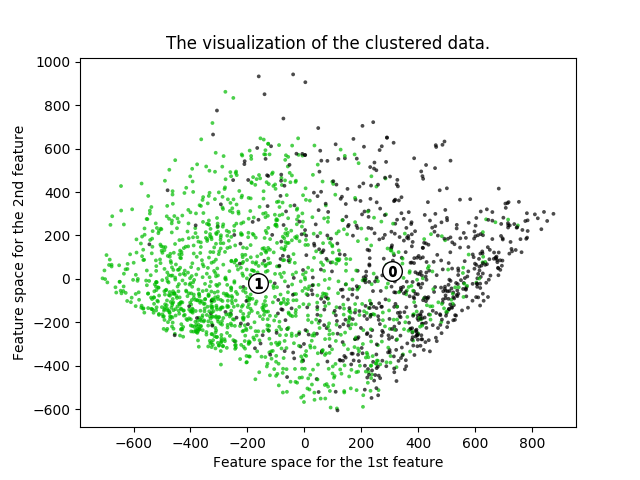 The visualization of the clustered data.
1000
800
600
400
200
0
−200
−400
−600
Feature space for the 2nd feature
1
0
−600 −400 −200 0 200 400 600 800
Feature space for the 1st feature